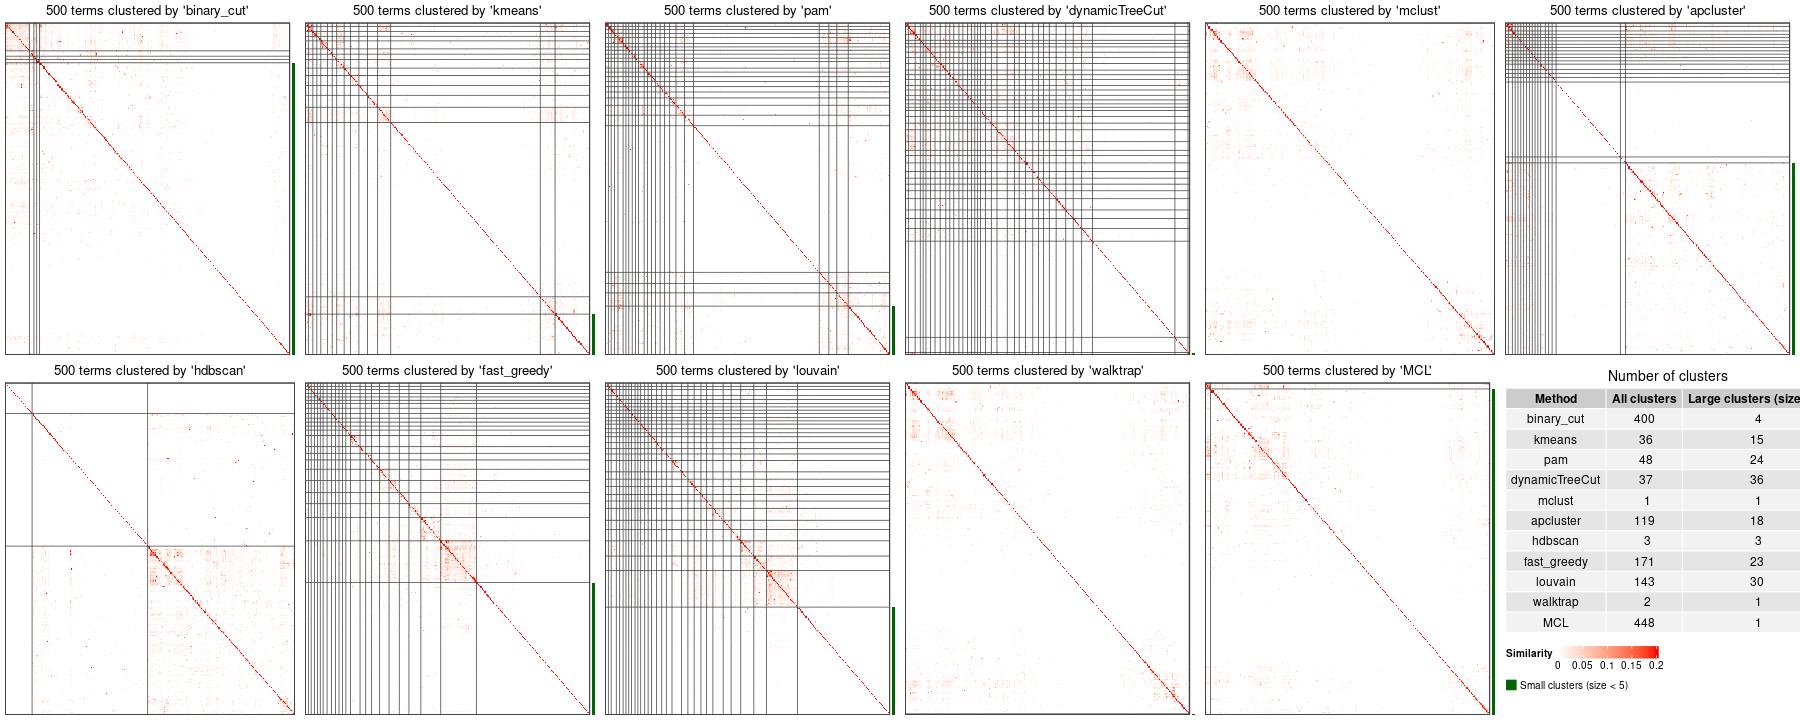 500 terms clustered by 'binary_cut'
500 terms clustered by 'kmeans'
500 terms clustered by 'pam'
500 terms clustered by 'dynamicTreeCut'
500 terms clustered by 'mclust'
500 terms clustered by 'apcluster'
500 terms clustered by 'hdbscan'
500 terms clustered by 'fast_greedy'
500 terms clustered by 'louvain'
500 terms clustered by 'walktrap'
500 terms clustered by 'MCL'
Number of clusters
Method All clusters Large clusters (size
binary_cut 400 4
kmeans 36 15
pam 48 24
dynamicTreeCut 37 36
mclust 1 1
apcluster 119 18
hdbscan 3 3
fast_greedy 171 23
louvain 143 30
walktrap 2 1
MCL 448 1
Similarity
0 0.05 0.1 0.15 0.2
Small clusters (size < 5)